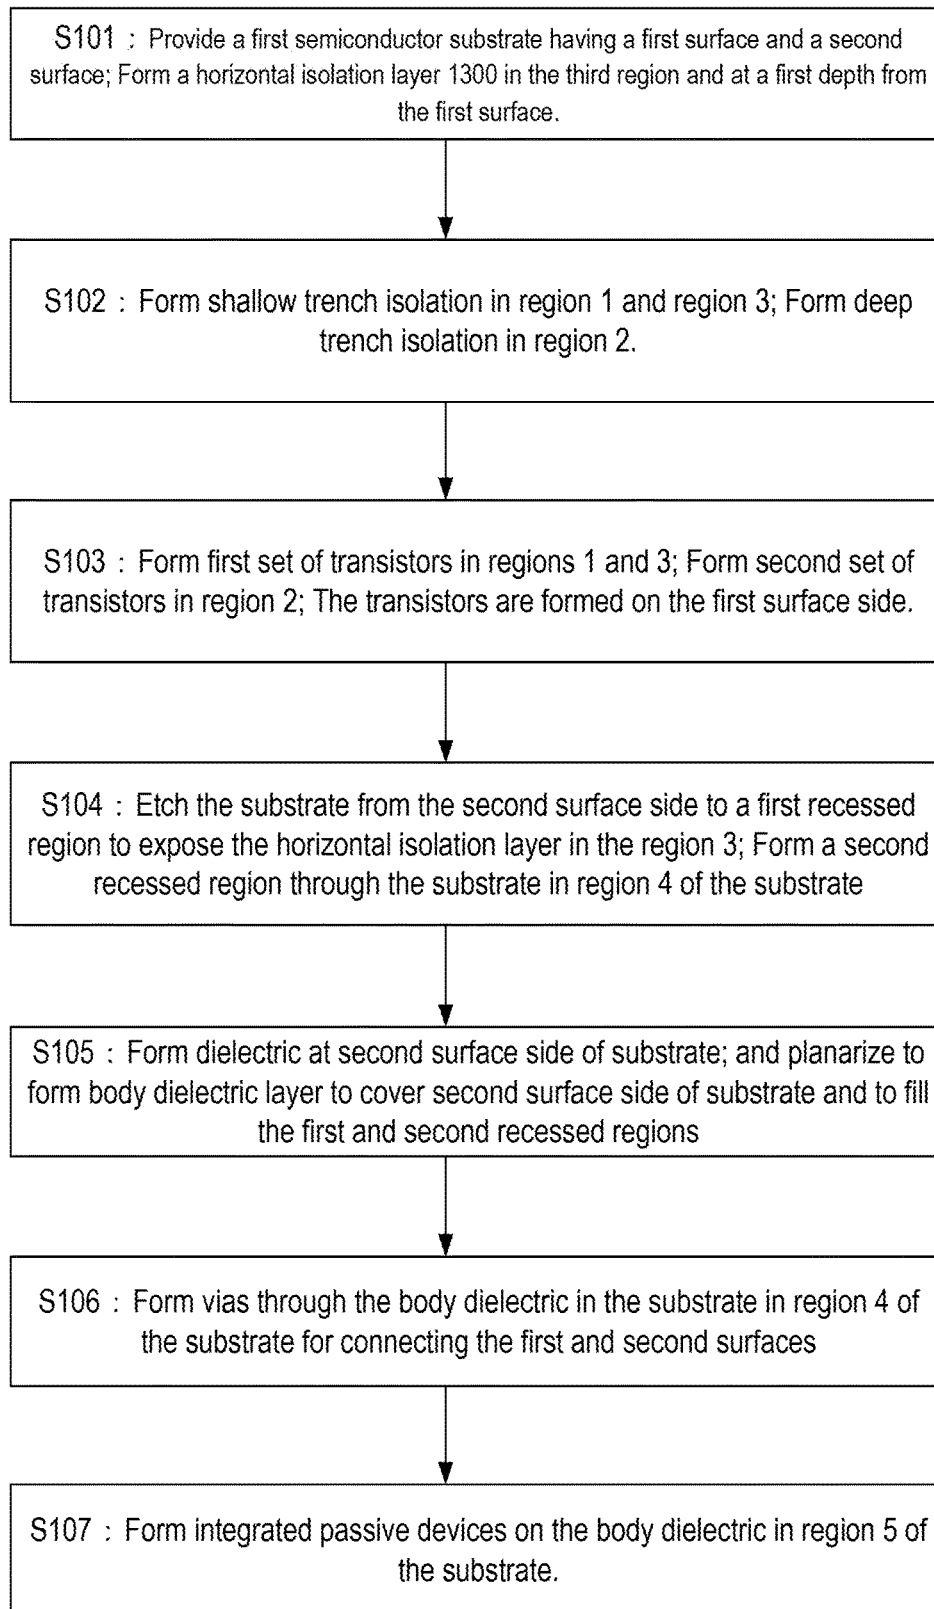 S101 : Provide a first semiconductor substrate having a first surface and a second
surface; Form a horizontal isolation layer 1300 in the third region and at a first depth from
the first surface.
S102 : Form shallow trench isolation in region 1 and region 3; Form deep
trench isolation in region 2.
S103 : Form first set of transistors in regions 1 and 3; Form second set of
transistors in region 2; The transistors are formed on the first surface side.
S104 : Etch the substrate from the second surface side to a first recessed
region to expose the horizontal isolation layer in the region 3; Form a second
recessed region through the substrate in region 4 of the substrate
S105 : Form dielectric at second surface side of substrate; and planarize to
form body dielectric layer to cover second surface side of substrate and to fill
the first and second recessed regions
S106 : Form vias through the body dielectric in the substrate in region 4 of
the substrate for connecting the first and second surfaces
S107 : Form integrated passive devices on the body dielectric in region 5 of
the substrate.